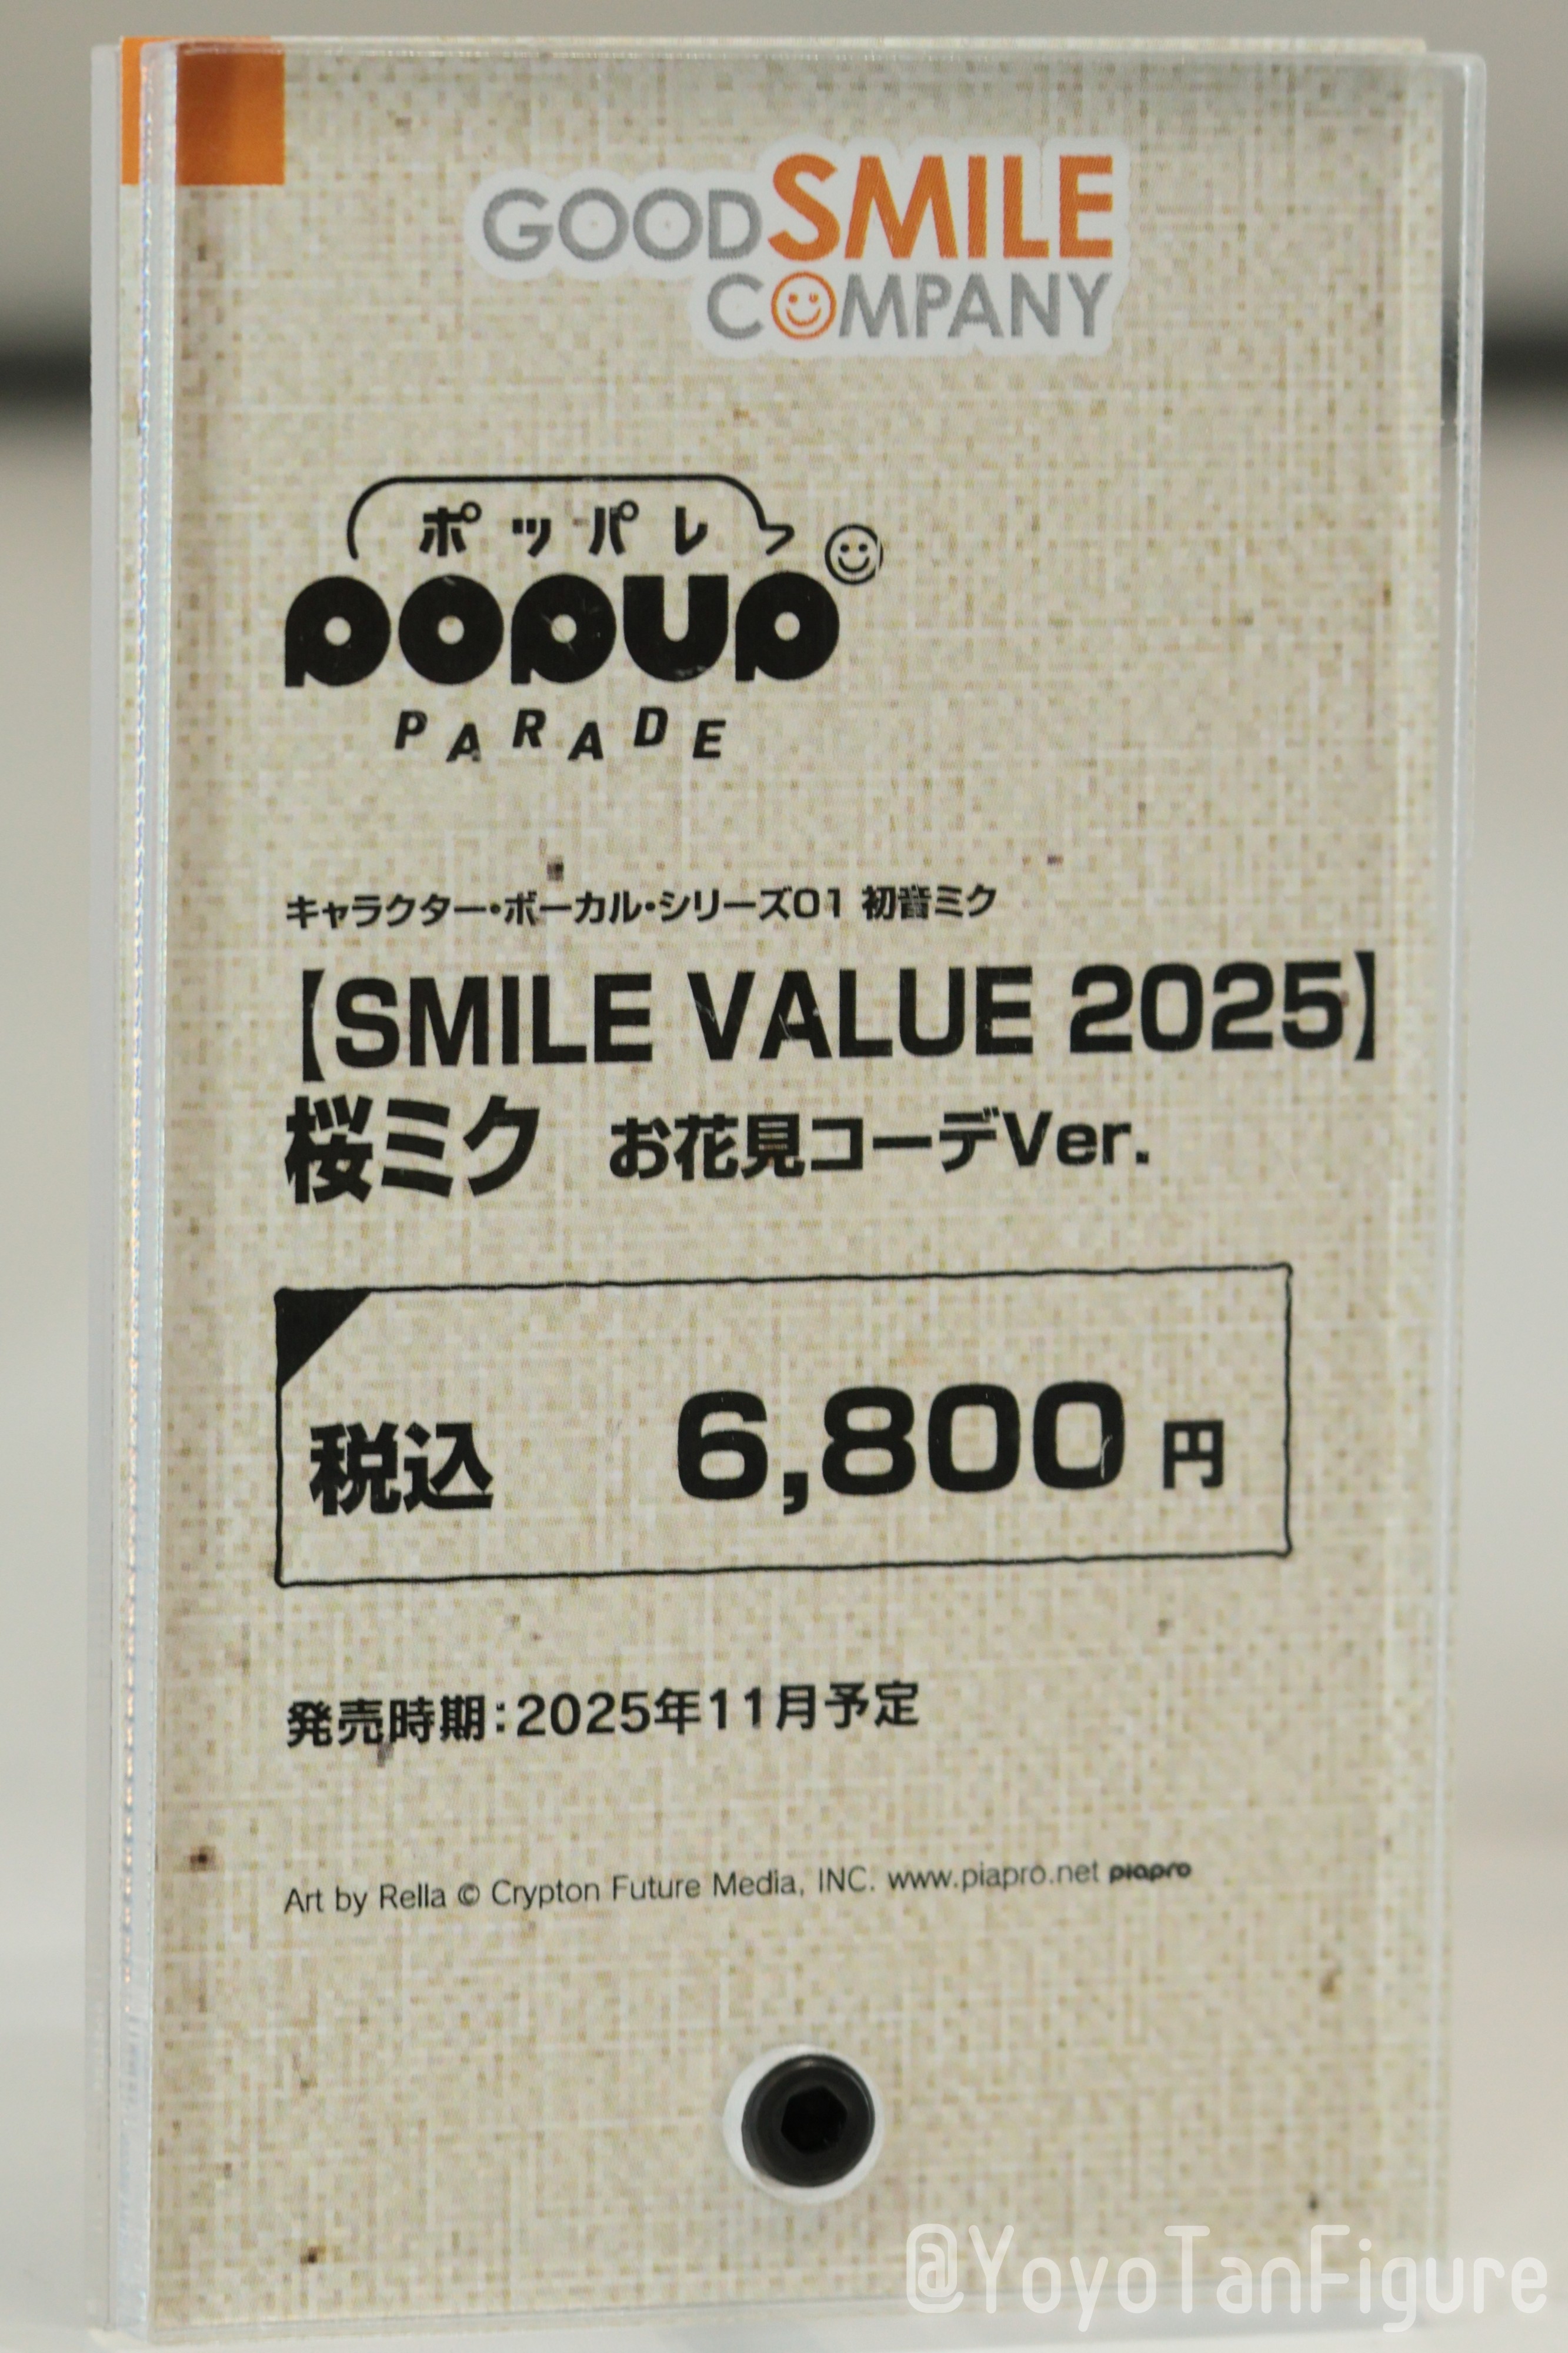 GOODSMILE
COMPANY
ポッパレ
POPUP
PARADE
キャラクター・ボーカル・シリーズ01 初音ミク
【SMILE VALUE 2025】
桜ミク お花見コーデVer.
税込 6,800円
発売時期:2025年11月予定
Art by Rella © Crypton Future Media, INC. www.piapro.net piapro
@YoyoTanFigure